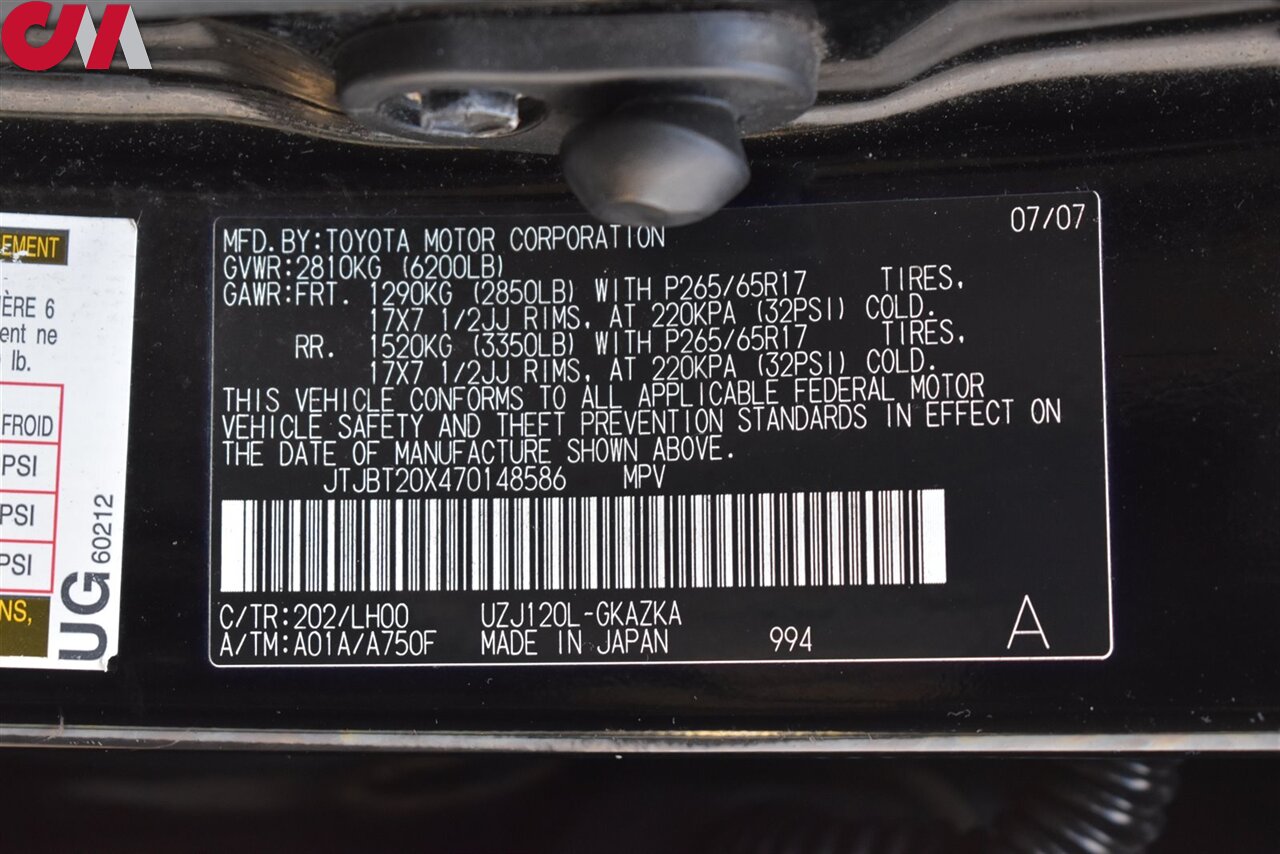 CMA
07/07
MFD.BY:TOYOTA MOTOR CORPORATION
GVWR:2810KG (6200LB)
GAWR:FRT. 1290KG (2850LB) WITH P265/65R17 TIRES,
17X7 1/2JJ RIMS, AT 220KPA (32PSI) COLD.
RR. 1520KG (3350LB) WITH P265/65R17 TIRES,
17X7 1/2JJ RIMS, AT 220KPA (32PSI) COLD.
THIS VEHICLE CONFORMS TO ALL APPLICABLE FEDERAL MOTOR
VEHICLE SAFETY AND THEFT PREVENTION STANDARDS IN EFFECT ON
THE DATE OF MANUFACTURE SHOWN ABOVE.
JTJBT20X470148586 MPV
C/TR:202/LH00 UZJ120L-GKAZKA
A/TM:A01A/A750F MADE IN JAPAN 994 A
6
ne
lb.
FROID
PSI
PSI
PSI
UG 60212